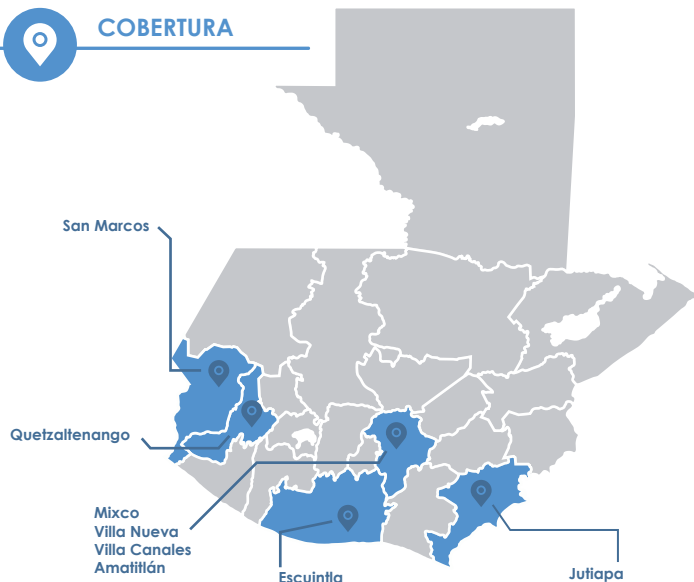 COBERTURA
San Marcos
Quetzaltenango
Mixco
Villa Nueva
Villa Canales
Amatitlán
Escuintla
Jutiapa